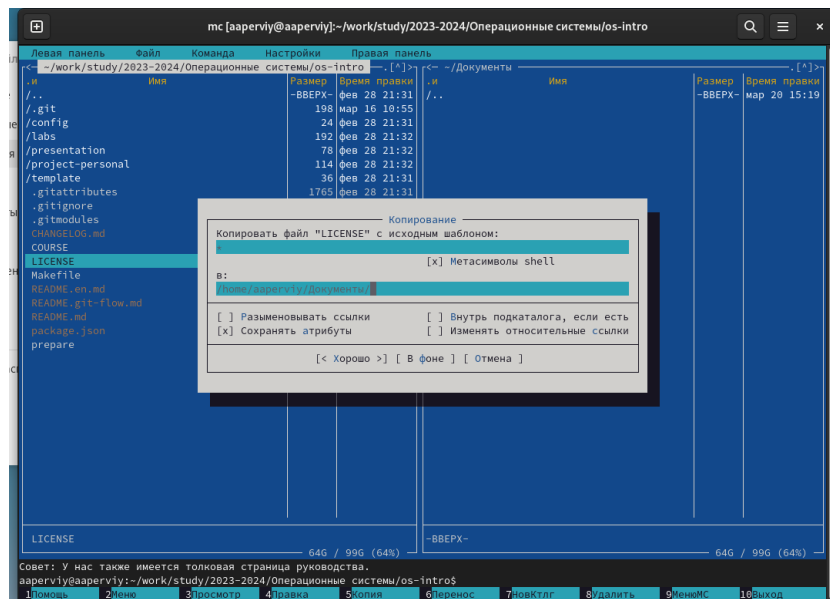 mc [aaperviy@aaperviy]:~/work/study/2023-2024/Операционные системы/os-intro
Левая панель Файл Команда Настройки Правая панель
<— ~/work/study/2023-2024/Операционные системы/os-intro —.[^]>
.и Имя Размер Время правки
/.. -ВВЕРХ- фев 28 21:31
/.git 198 мар 16 10:55
/config 24 фев 28 21:31
/labs 192 фев 28 21:32
/presentation 78 фев 28 21:32
/project-personal 114 фев 28 21:32
/template 36 фев 28 21:31
.gitattributes 1765 фев 28 21:31
.gitignore
.gitmodules
CHANGELOG.md
COURSE
LICENSE
Makefile
README.en.md
README.git-flow.md
README.md
package.json
prepare
LICENSE
64G / 99G (64%)
<— ~/Документы —.[^]>
.и Имя Размер Время правки
/.. -ВВЕРХ- мар 20 15:19
-ВВЕРХ-
64G / 99G (64%)
Копирование
Копировать файл "LICENSE" с исходным шаблоном:
*
[x] Метасимволы shell
в:
/home/aaperviy/Документы/
[ ] Разыменовывать ссылки [ ] Внутрь подкаталога, если есть
[x] Сохранять атрибуты [ ] Изменять относительные ссылки
[< Хорошо >] [ В фоне ] [ Отмена ]
Совет: У нас также имеется толковая страница руководства.
aaperviy@aaperviy:~/work/study/2023-2024/Операционные системы/os-intro$
1Помощь 2Меню 3Просмотр 4Правка 5Копия 6Перенос 7НовКтлг 8Удалить 9МенюMC 10Выход